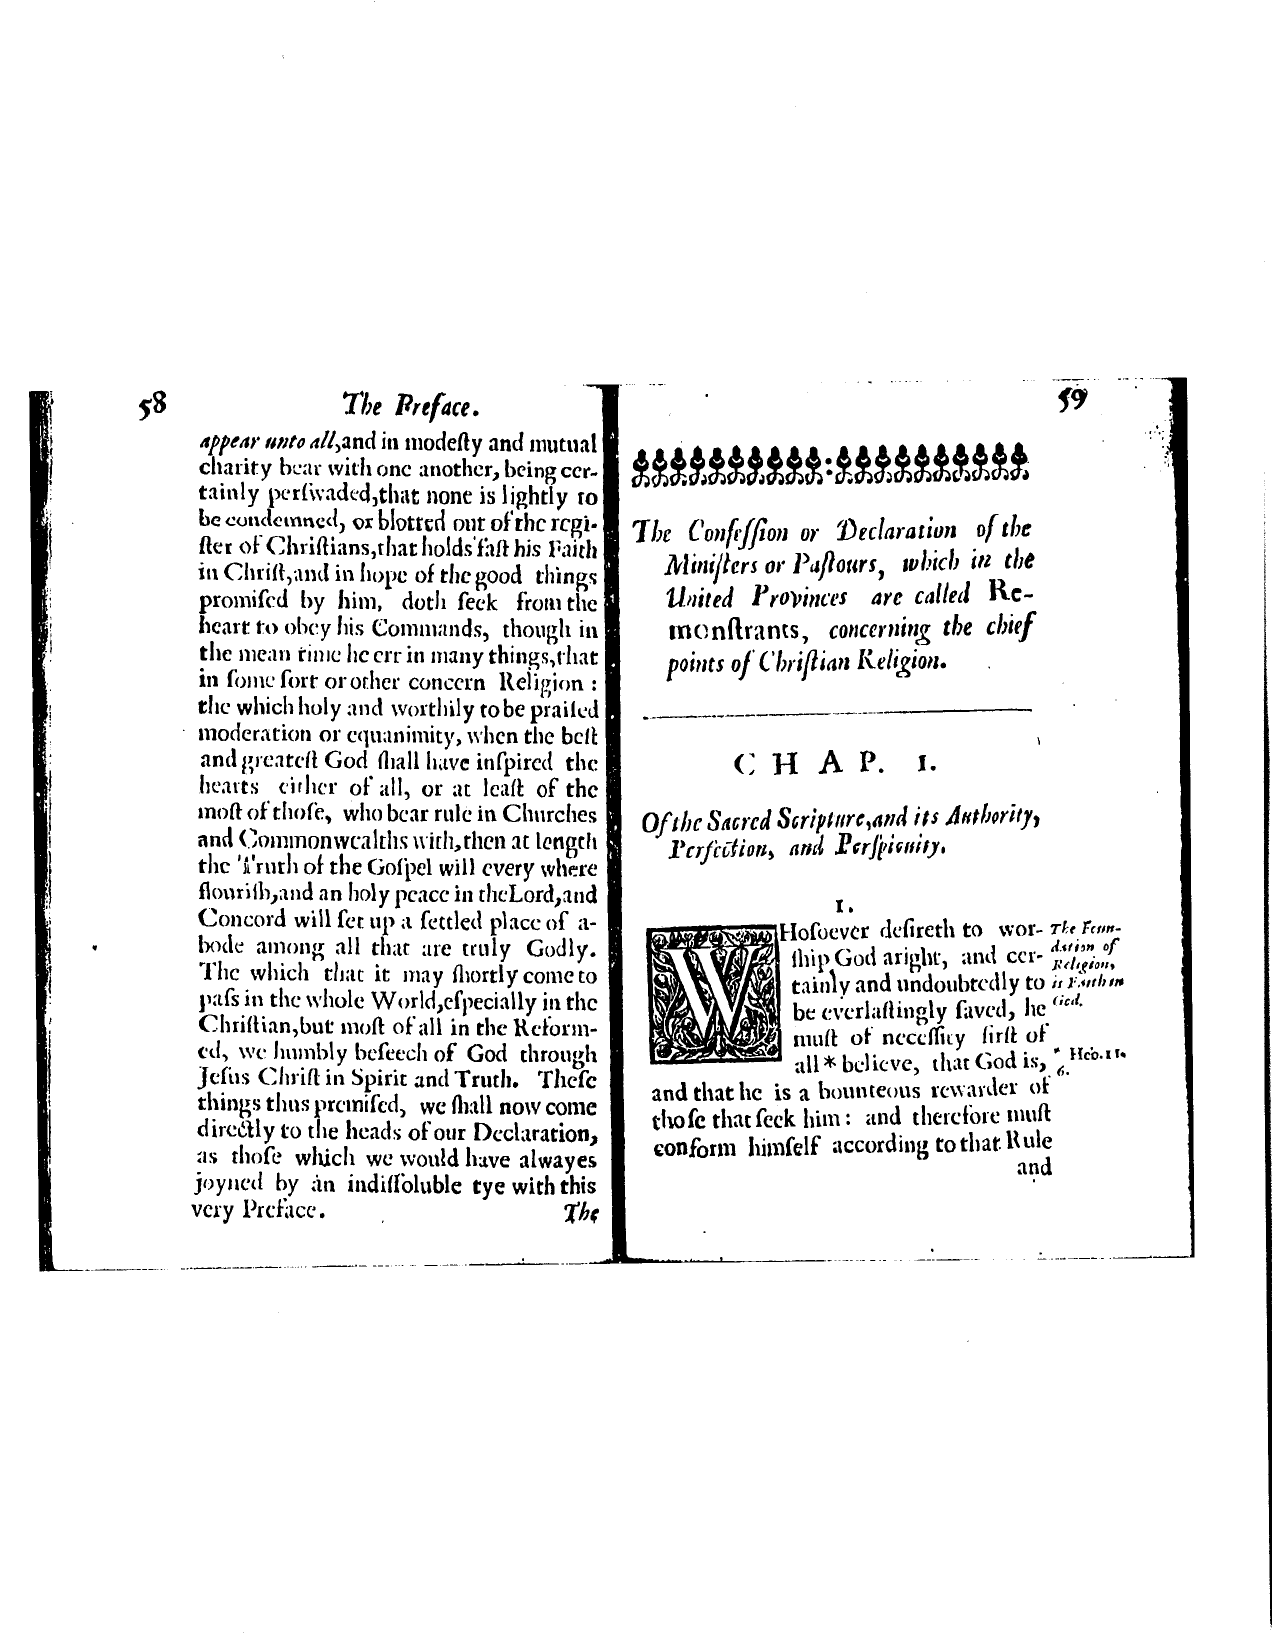 58
The Preface.
appear unto all,and in modeſty and mutual
charity bear with one another, being cer-
tainly perſwaded,that none is lightly to
be condemned, or blotted out of the regi-
ſter of Chriſtians,that holds faſt his Faith
in Chriſt,and in hope of the good things
promiſed by him, doth ſeek from the
heart to obey his Commands, though in
the mean time he err in many things,that
in ſome ſort or other concern Religion :
the which holy and worthily to be praiſed
moderation or equanimity, when the beſt
and greateſt God ſhall have inſpired the
hearts either of all, or at leaſt of the
moſt of thoſe, who bear rule in Churches
and Commonwealths with,then at length
the Truth of the Goſpel will every where
flouriſh,and an holy peace in the Lord,and
Concord will ſet up a ſettled place of a-
bode among all that are truly Godly.
The which that it may ſhortly come to
paſs in the whole World,eſpecially in the
Chriſtian,but moſt of all in the Reform-
ed, we humbly beſeech of God through
Jeſus Chriſt in Spirit and Truth. Theſe
things thus premiſed, we ſhall now come
directly to the heads of our Declaration,
as thoſe which we would have alwayes
joyned by an indiſſoluble tye with this
very Preface.
The
59
The Confeſſion or Declaration of the
Miniſters or Paſtours, which in the
United Provinces are called Re-
monſtrants, concerning the chief
points of Chriſtian Religion.
CHAP. I.
Of the Sacred Scripture,and its Authority,
Perfection, and Perſpicuity.
I.
WHoſoever deſireth to wor-
ſhip God aright, and cer-
tainly and undoubtedly to
be everlaſtingly ſaved, he
muſt of neceſſity firſt of
all * believe, that God is,
and that he is a bounteous rewarder of
thoſe that ſeek him : and therefore muſt
conform himſelf according to that Rule
and
The Foun-
dation of
Religion,
is Faith in
God.
* Heb. 11.
6.